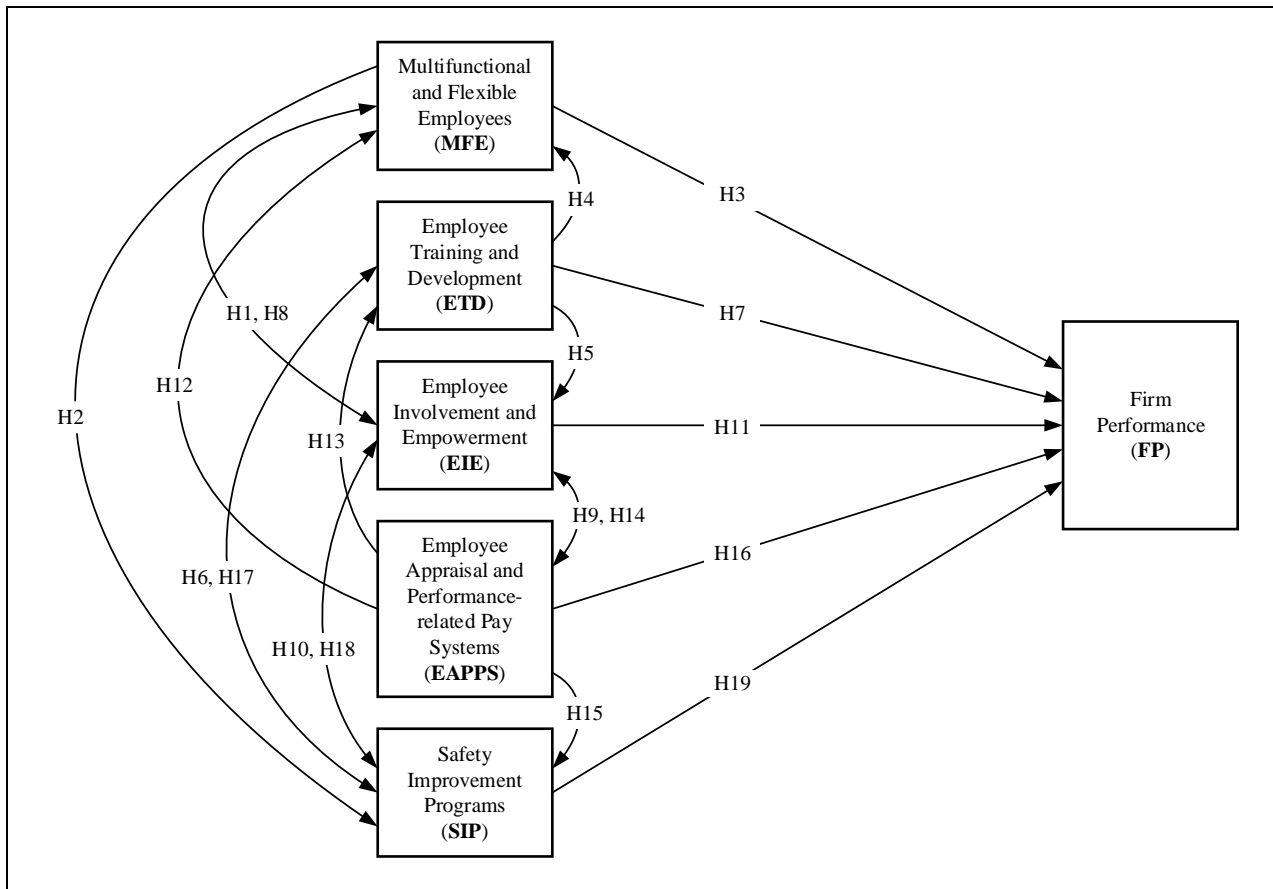 Multifunctional
and Flexible
Employees
(MFE)
H3
H4
Employee
Training and
Development
(ETD)
H7
H1, H8
H5
Firm
Performance
(FP)
H12
H2
H13
Employee
Involvement and
Empowerment
(EIE)
H11
H9, H14
Employee
Appraisal and
Performance-
related Pay
Systems
(EAPPS)
H16
H6, H17
H10, H18
H15
H19
Safety
Improvement
Programs
(SIP)